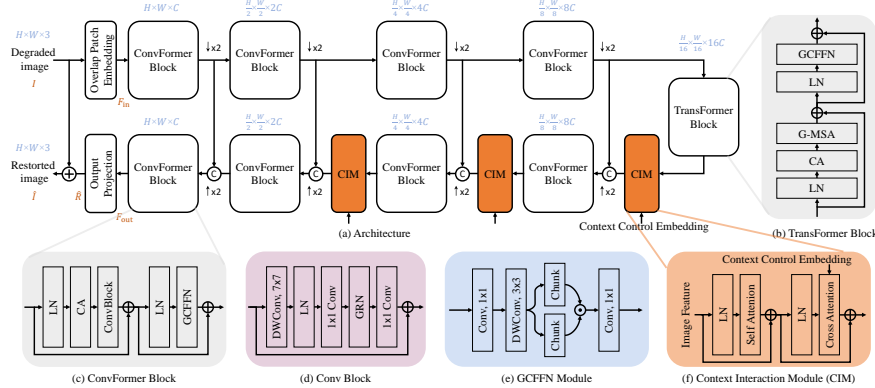 H×W×3
Degraded image
I
Overlap Patch Embedding
F_in
H×W×C
ConvFormer Block
↓x2
H/2×W/2×2C
ConvFormer Block
↓x2
H/4×W/4×4C
ConvFormer Block
↓x2
H/8×W/8×8C
ConvFormer Block
↓x2
H/16×W/16×16C
TransFormer Block
H×W×3
Restorted image
Î
R̂
Output Projection
F_out
H×W×C
ConvFormer Block
C
↑x2
H/2×W/2×2C
ConvFormer Block
C
↑x2
CIM
H/4×W/4×4C
ConvFormer Block
C
↑x2
CIM
H/8×W/8×8C
ConvFormer Block
C
↑x2
CIM
Context Control Embedding
(a) Architecture
GCFFN
LN
G-MSA
CA
LN
(b) TransFormer Block
LN
CA
ConvBlock
LN
GCFFN
(c) ConvFormer Block
DWConv, 7x7
LN
1x1 Conv
GRN
1x1 Conv
(d) Conv Block
Conv, 1x1
DWConv, 3x3
Chunk
Chunk
Conv, 1x1
(e) GCFFN Module
Context Control Embedding
Image Feature
LN
Self Attenion
LN
Cross Attention
(f) Context Interaction Module (CIM)